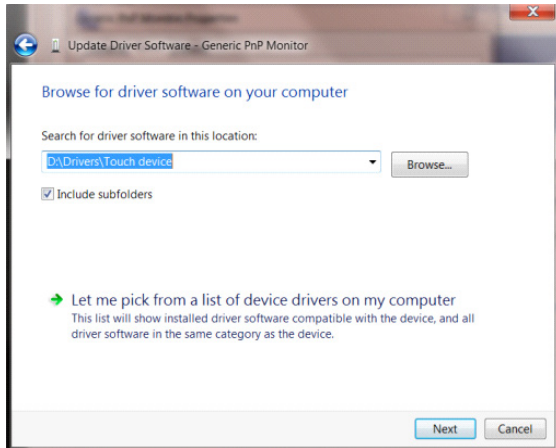 Update Driver Software - Generic PnP Monitor
Browse for driver software on your computer
Search for driver software in this location:
D:\Drivers\Touch device
Browse...
Include subfolders
Let me pick from a list of device drivers on my computer
This list will show installed driver software compatible with the device, and all
driver software in the same category as the device.
Next
Cancel